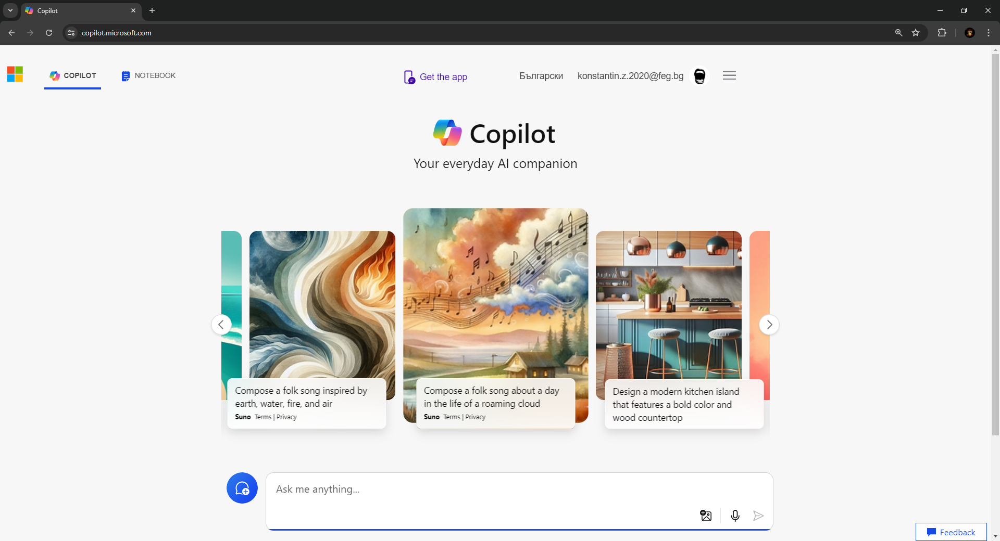 Copilot
copilot.microsoft.com
COPILOT
NOTEBOOK
Get the app
Български
konstantin.z.2020@feg.bg
Copilot
Your everyday AI companion
Compose a folk song inspired by
earth, water, fire, and air
Suno Terms | Privacy
Compose a folk song about a day
in the life of a roaming cloud
Suno Terms | Privacy
Design a modern kitchen island
that features a bold color and
wood countertop
Ask me anything...
Feedback